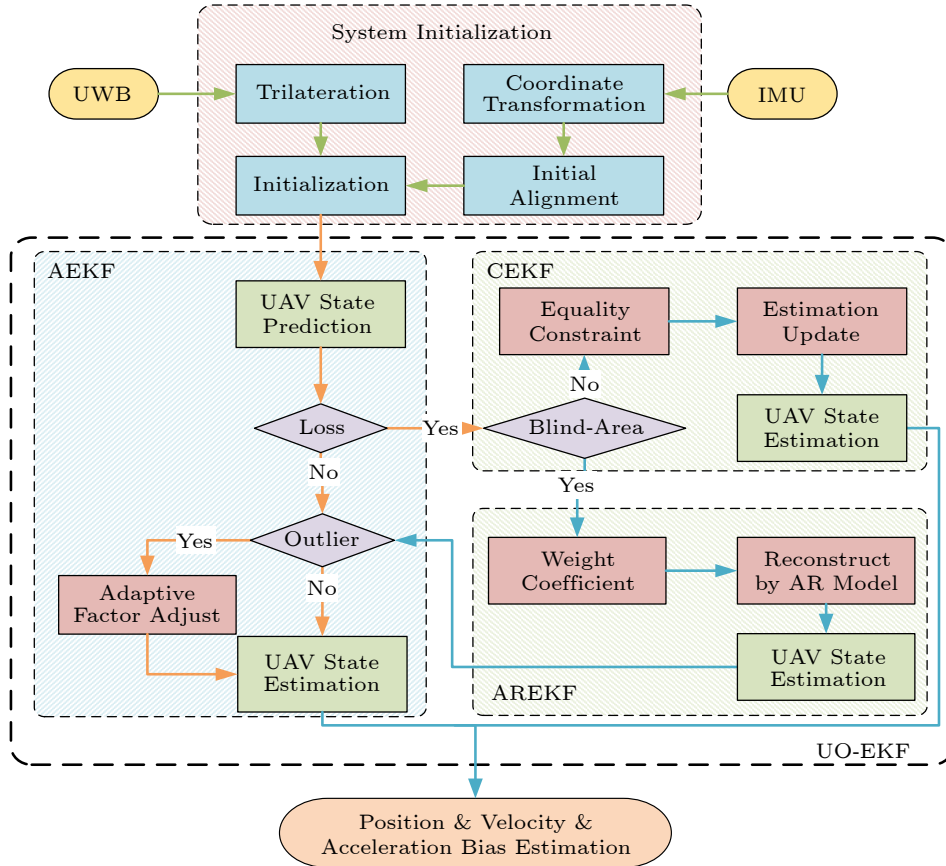 System Initialization
UWB
Trilateration
Coordinate
Transformation
IMU
Initialization
Initial
Alignment
AEKF
UAV State
Prediction
Loss
Yes
No
Outlier
Yes
No
Adaptive
Factor Adjust
UAV State
Estimation
CEKF
Equality
Constraint
Estimation
Update
No
Blind-Area
UAV State
Estimation
Yes
Weight
Coefficient
Reconstruct
by AR Model
UAV State
Estimation
AREKF
UO-EKF
Position & Velocity &
Acceleration Bias Estimation